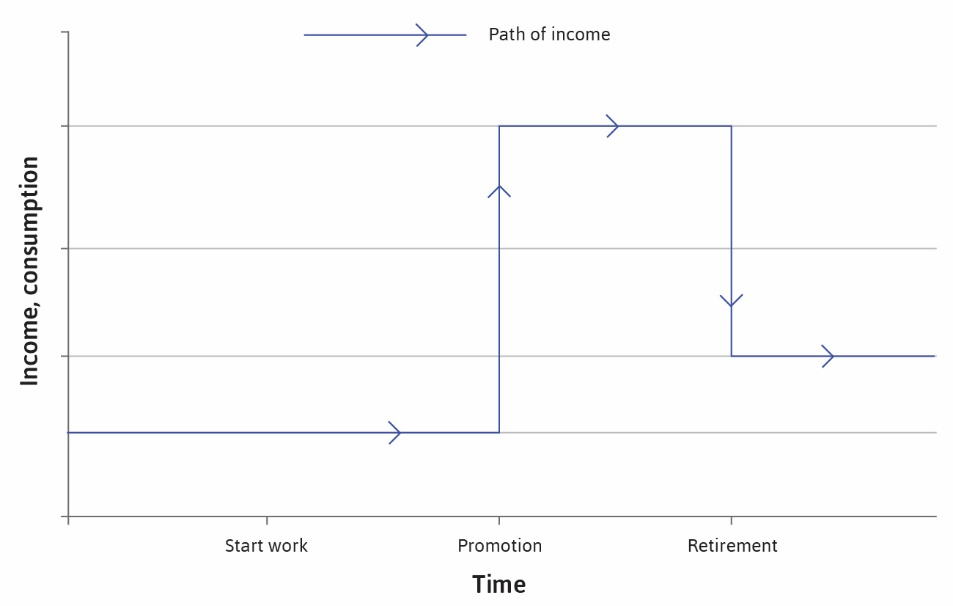 Path of income
Income, consumption
Start work
Promotion
Retirement
Time